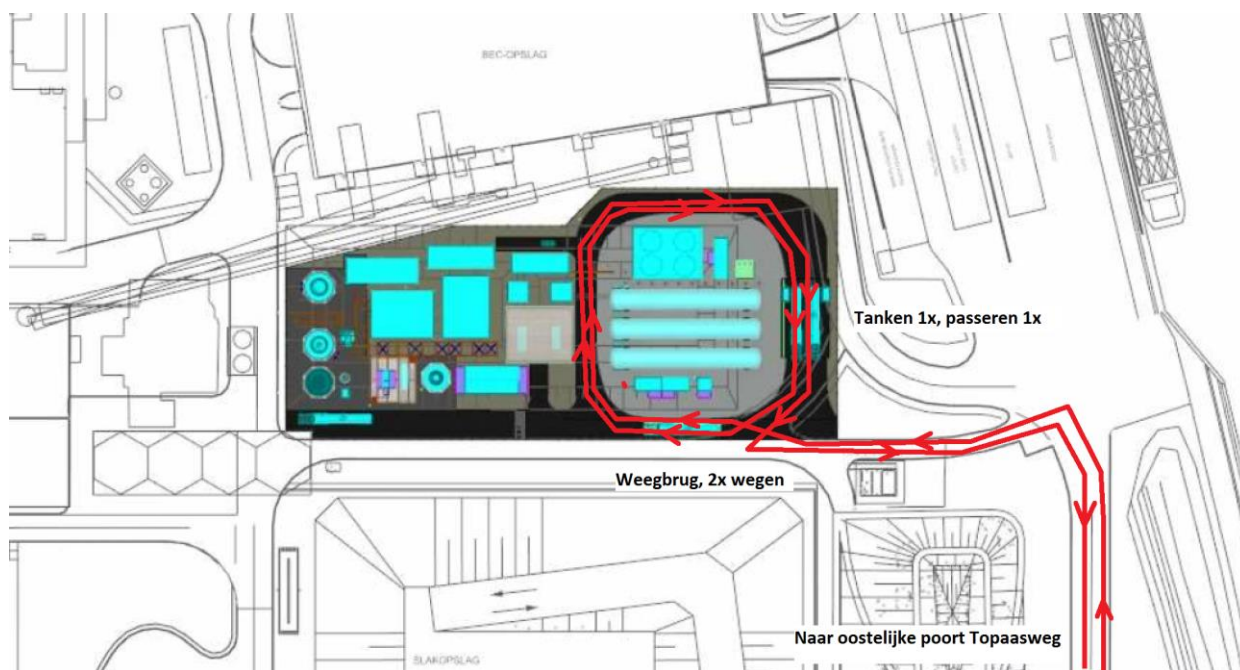 BEC-OPSLAG
Tanken 1x, passeren 1x
Weegbrug, 2x wegen
Naar oostelijke poort Topaasweg
SLAKOPSLAG